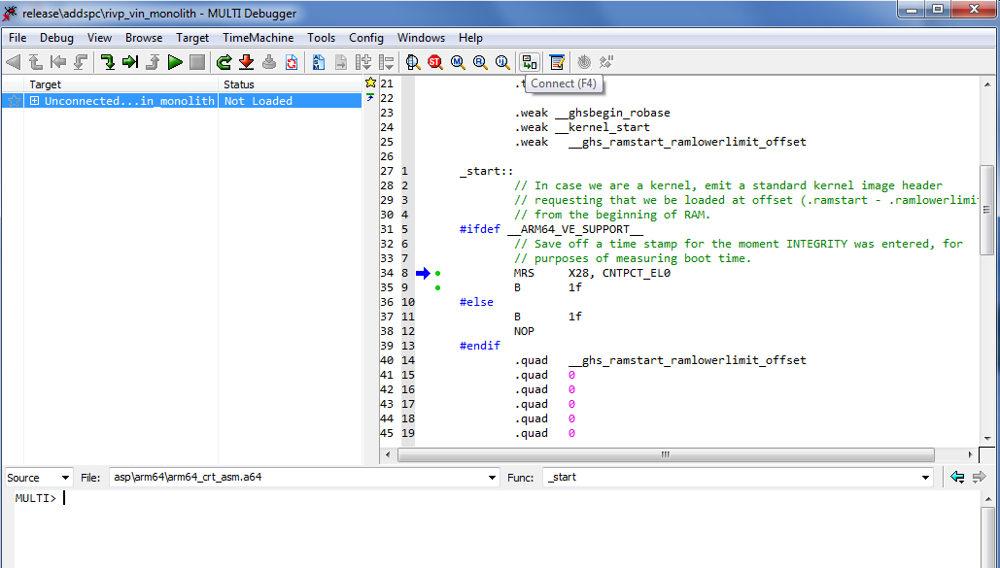 release\addspc\rivp_vin_monolith - MULTI Debugger
File Debug View Browse Target TimeMachine Tools Config Windows Help
Connect (F4)
Target Status
Unconnected...in_monolith Not Loaded
21
22
23 .weak __ghsbegin_robase
24 .weak __kernel_start
25 .weak __ghs_ramstart_ramlowerlimit_offset
26
27 1 _start::
28 2 // In case we are a kernel, emit a standard kernel image header
29 3 // requesting that we be loaded at offset (.ramstart - .ramlowerlimi
30 4 // from the beginning of RAM.
31 5 #ifdef __ARM64_VE_SUPPORT__
32 6 // Save off a time stamp for the moment INTEGRITY was entered, for
33 7 // purposes of measuring boot time.
34 8 MRS X28, CNTPCT_EL0
35 9 B 1f
36 10 #else
37 11 B 1f
38 12 NOP
39 13 #endif
40 14 .quad __ghs_ramstart_ramlowerlimit_offset
41 15 .quad 0
42 16 .quad 0
43 17 .quad 0
44 18 .quad 0
45 19 .quad 0
Source File: asp\arm64\arm64_crt_asm.a64 Func: _start
MULTI>